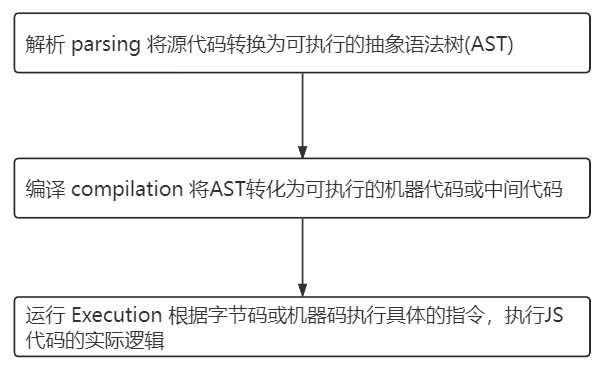 解析 parsing 将源代码转换为可执行的抽象语法树(AST)
编译 compilation 将AST转化为可执行的机器代码或中间代码
运行 Execution 根据字节码或机器码执行具体的指令，执行JS
代码的实际逻辑